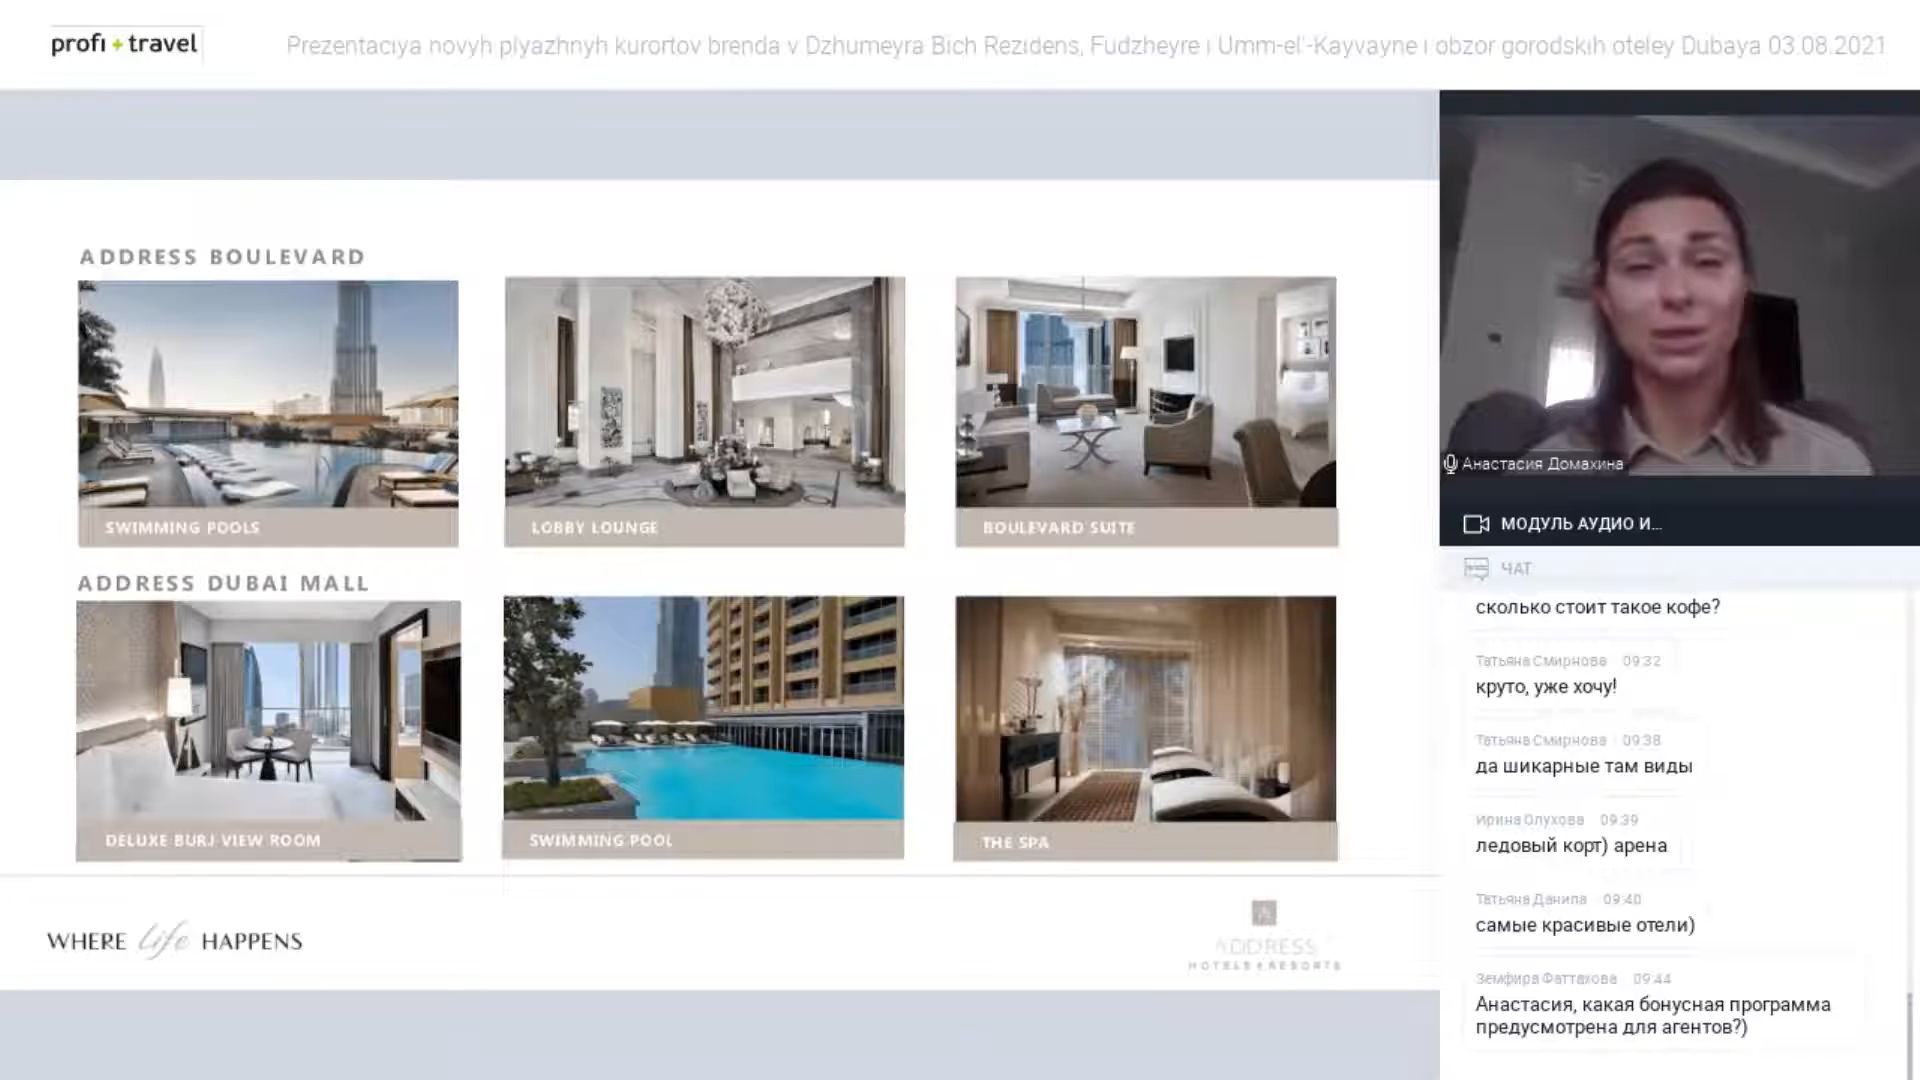 profi + travel
Prezentaciya novyh plyazhnyh kurortov brenda v Dzhumeyra Bich Rezidens, Fudzheyre i Umm-el'-Kayvayne i obzor gorodskih oteley Dubaya 03.08.2021
ADDRESS BOULEVARD
SWIMMING POOLS
LOBBY LOUNGE
BOULEVARD SUITE
ADDRESS DUBAI MALL
DELUXE BURJ VIEW ROOM
SWIMMING POOL
THE SPA
WHERE life HAPPENS
ADDRESS
HOTELS + RESORTS
Анастасия Домахина
МОДУЛЬ АУДИО И...
ЧАТ
сколько стоит такое кофе?
Татьяна Смирнова 09:32
круто, уже хочу!
Татьяна Смирнова 09:38
да шикарные там виды
Ирина Олухова 09:39
ледовый корт) арена
Татьяна Данила 09:40
самые красивые отели)
Земфира Фаттахова 09:44
Анастасия, какая бонусная программа
предусмотрена для агентов?)